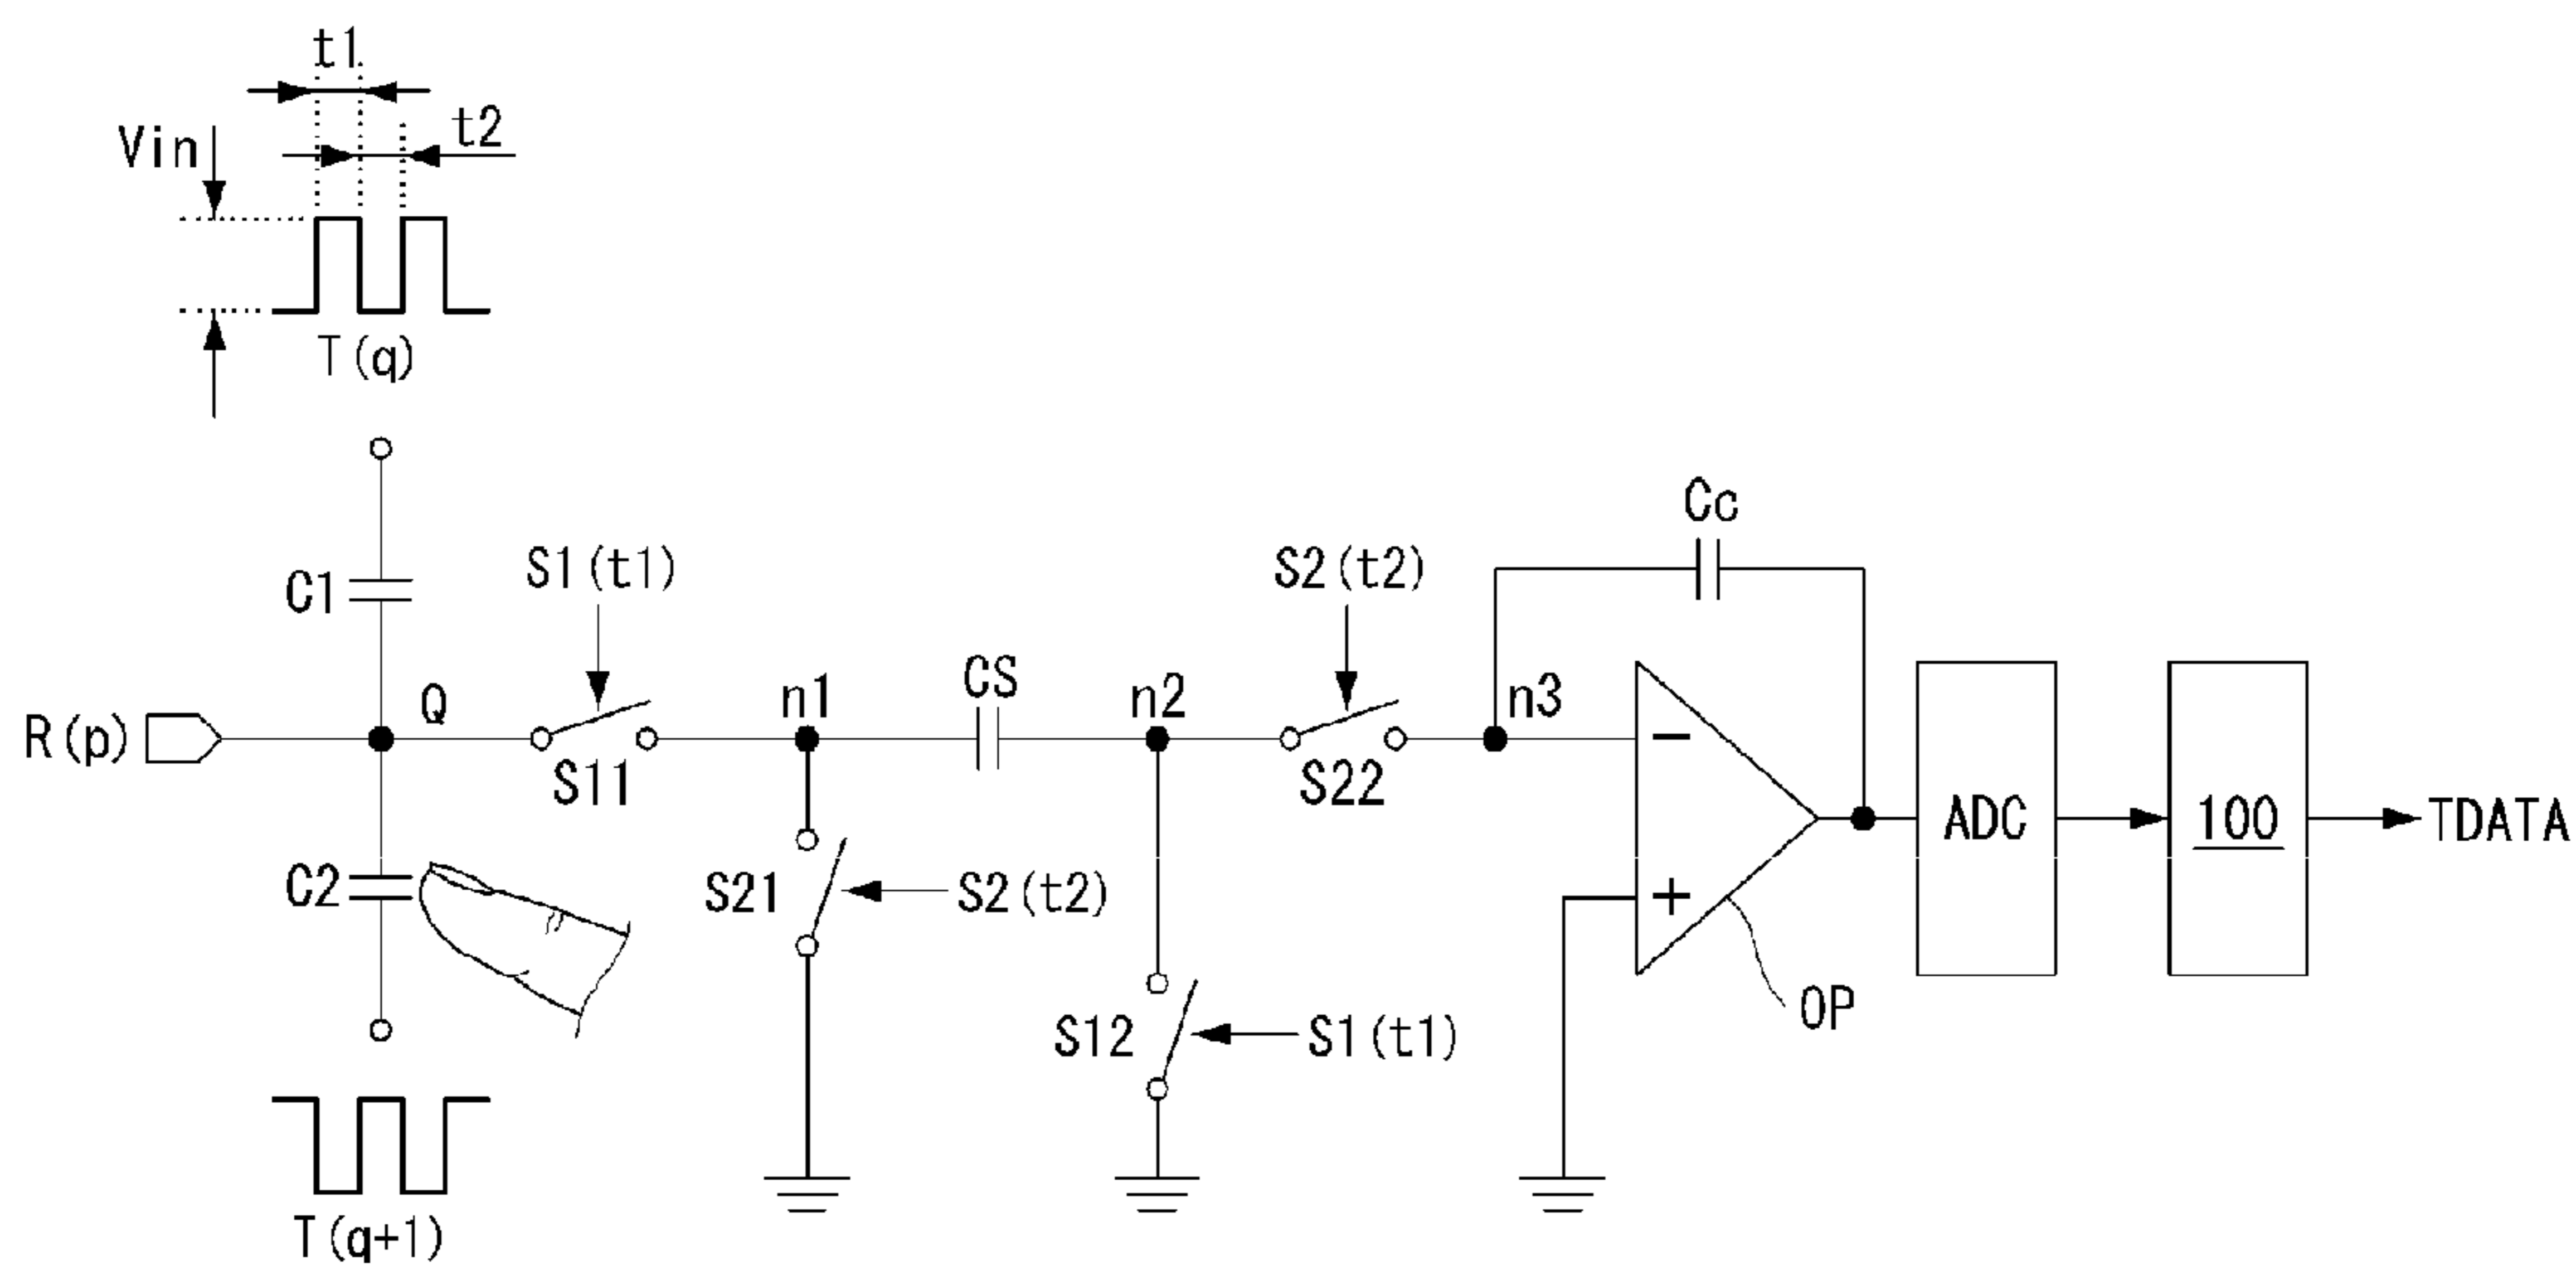 t1
t2
Vin
T(q)
Cc
S1(t1)
S2(t2)
C1
Q
n1
CS
n2
n3
R(p)
−
S11
S22
ADC
100
TDATA
C2
S21
S2(t2)
+
OP
S12
S1(t1)
T(q+1)